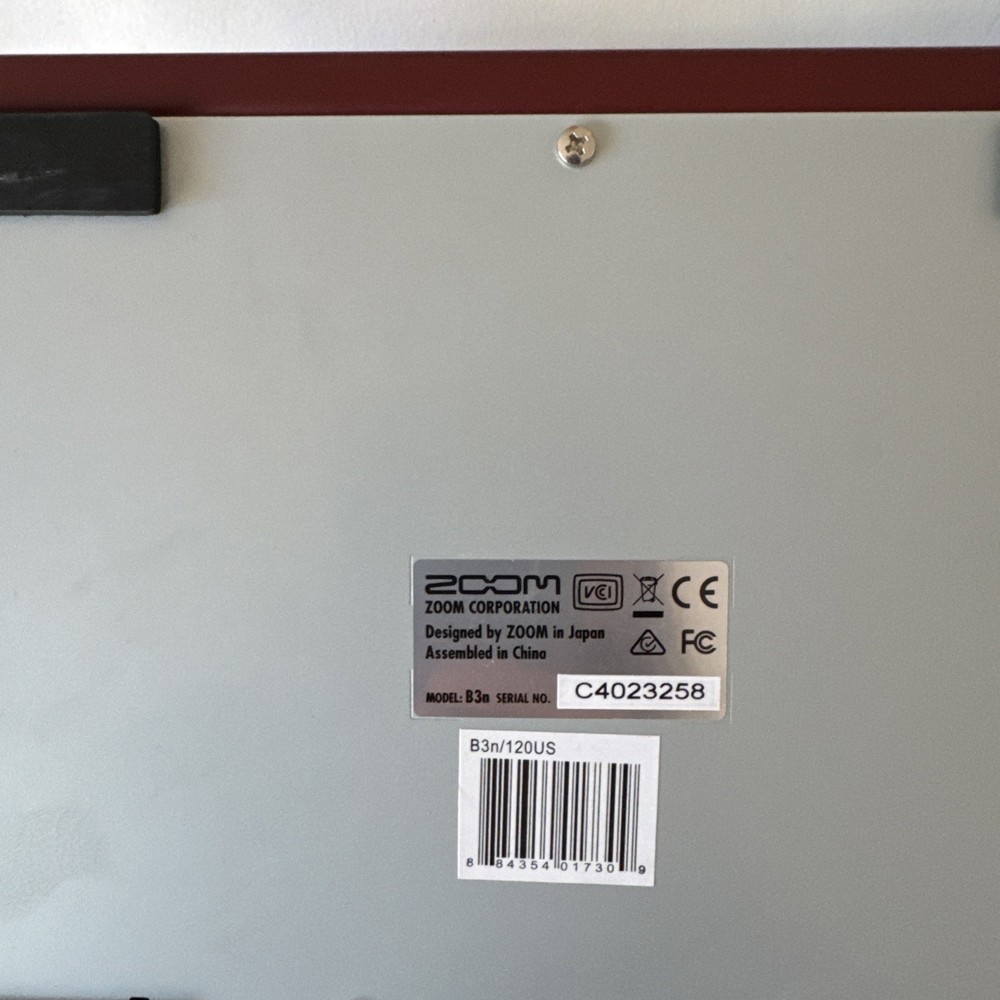 ZOOM
VCCI
CE
ZOOM CORPORATION
Designed by ZOOM in Japan
Assembled in China
FC
MODEL: B3n SERIAL NO. C4023258
B3n/120US
8 84354 01730 9